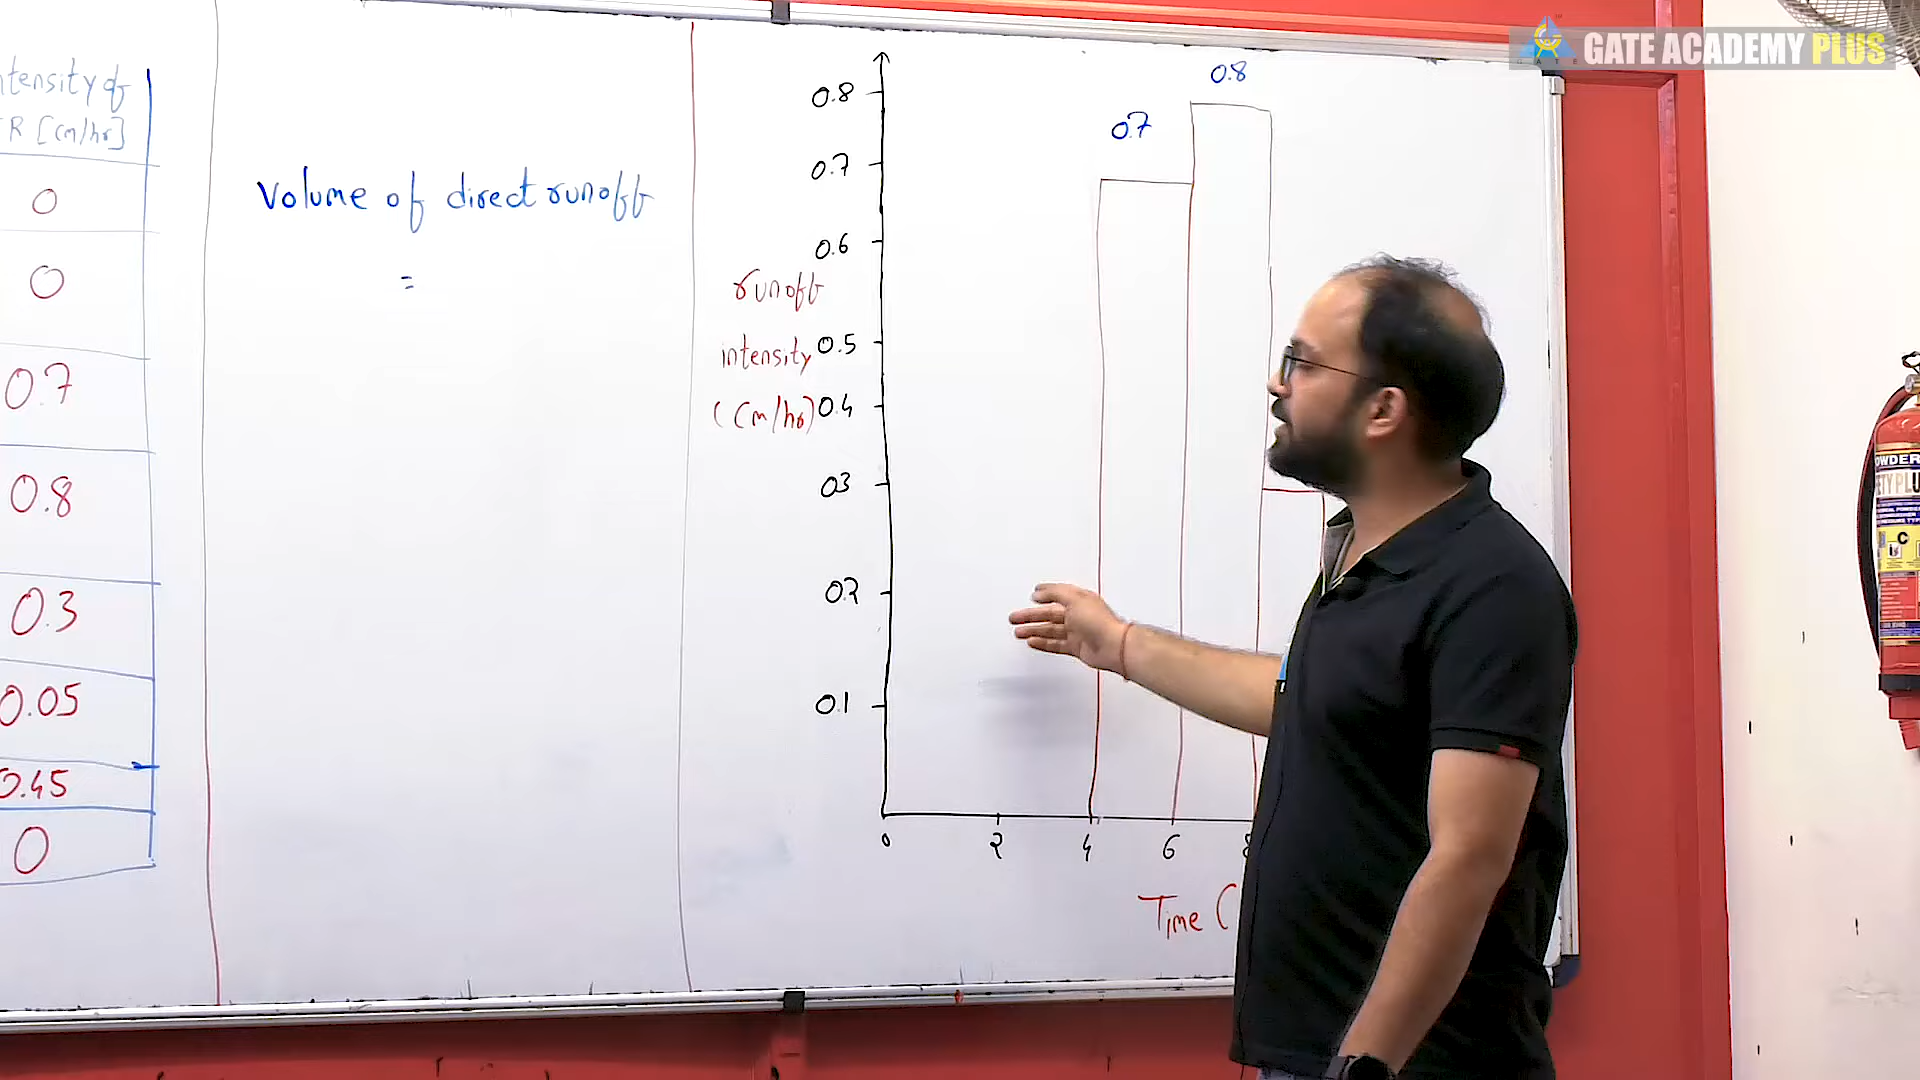 GATE ACADEMY PLUS
tensity of
R [cm/hr]
0
0
0.7
0.8
0.3
0.05
0.45
0
Volume of direct runoff
=
0.8
0.7
0.8
0.7
0.6
runoff
intensity
(cm/hr)
0.5
0.4
03
0.2
0.1
0 2 4 6 8
Time (
POWDER
C